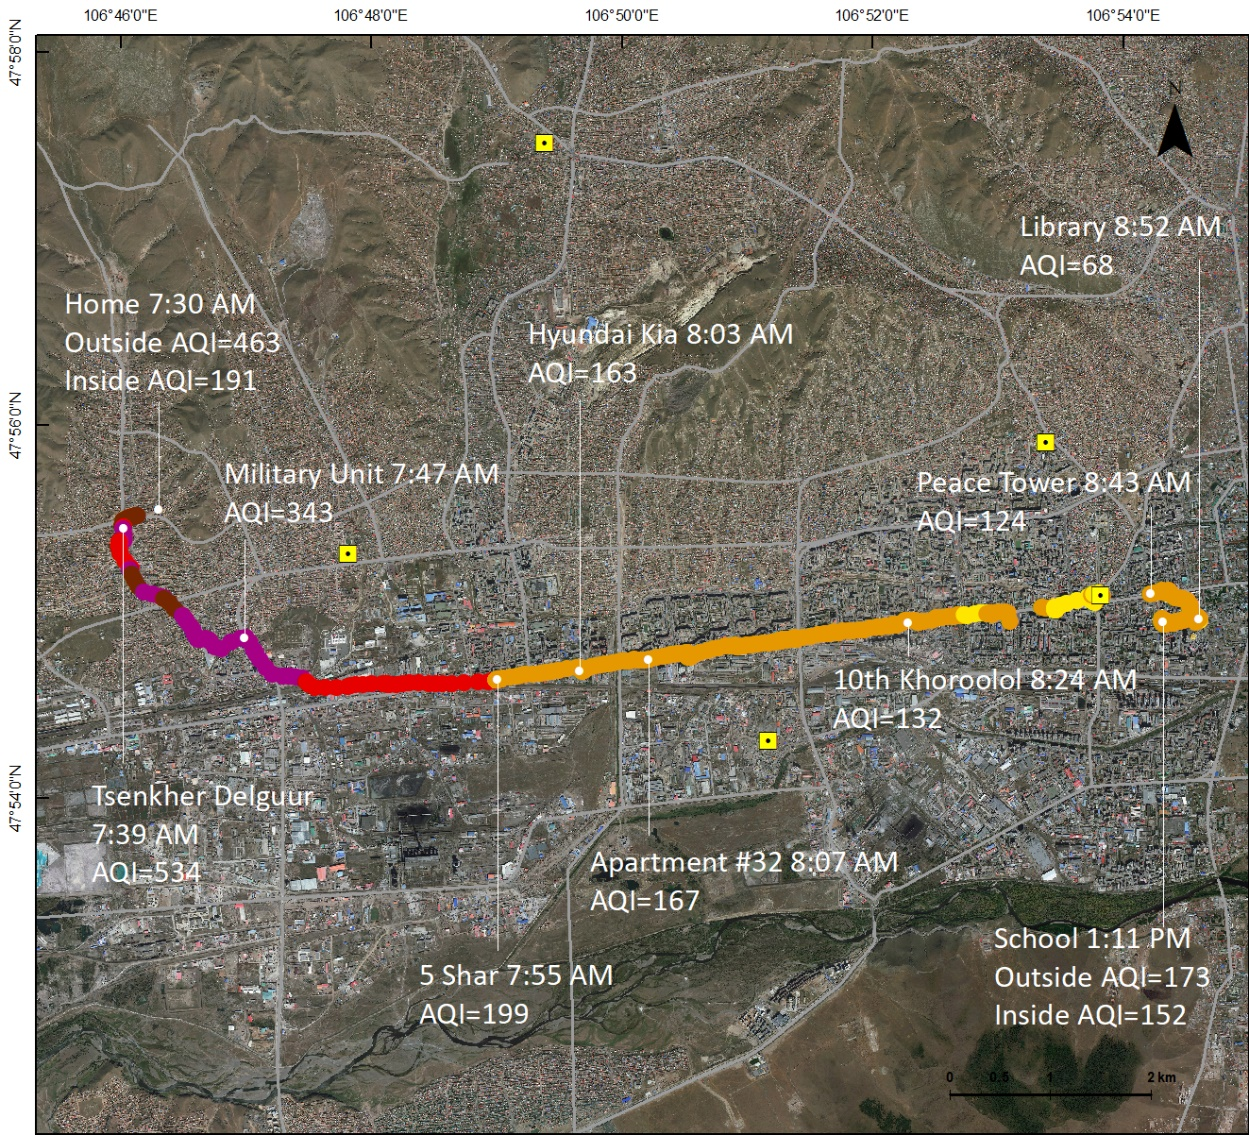 106°46'0"E
106°48'0"E
106°50'0"E
106°52'0"E
106°54'0"E
47°58'0"N
47°56'0"N
47°54'0"N
N
Library 8:52 AM
AQI=68
Home 7:30 AM
Outside AQI=463
Inside AQI=191
Hyundai Kia 8:03 AM
AQI=163
Military Unit 7:47 AM
AQI=343
Peace Tower 8:43 AM
AQI=124
10th Khoroolol 8:24 AM
AQI=132
Tsenkher Delguur
7:39 AM
AQI=534
Apartment #32 8:07 AM
AQI=167
School 1:11 PM
Outside AQI=173
Inside AQI=152
5 Shar 7:55 AM
AQI=199
0 0.5 1 2 km